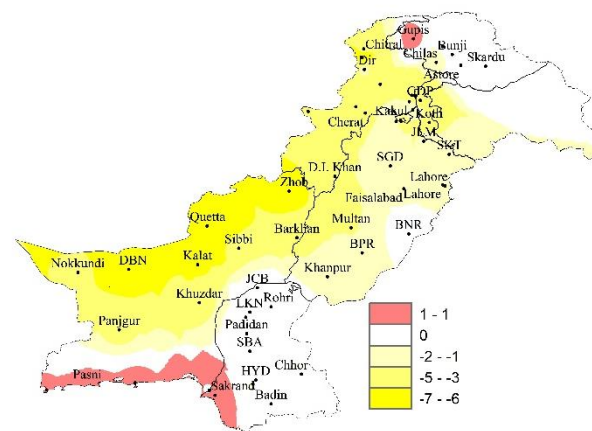 Gupis
Chitral
Bunji
Chilas
Skardu
Dir
Astore
GDP
Kakul
Kotli
Cherat
JLM
SKT
SGD
D.I. Khan
Zhob
Lahore
Faisalabad
Lahore
Quetta
Multan
BNR
Barkhan
Sibbi
BPR
Nokkundi
DBN
Kalat
Khanpur
JCB
Khuzdar
LKN
Rohri
Panjgur
Padidan
SBA
Pasni
HYD
Chhor
Sakrand
Badin
1 - 1
0
-2 - -1
-5 - -3
-7 - -6